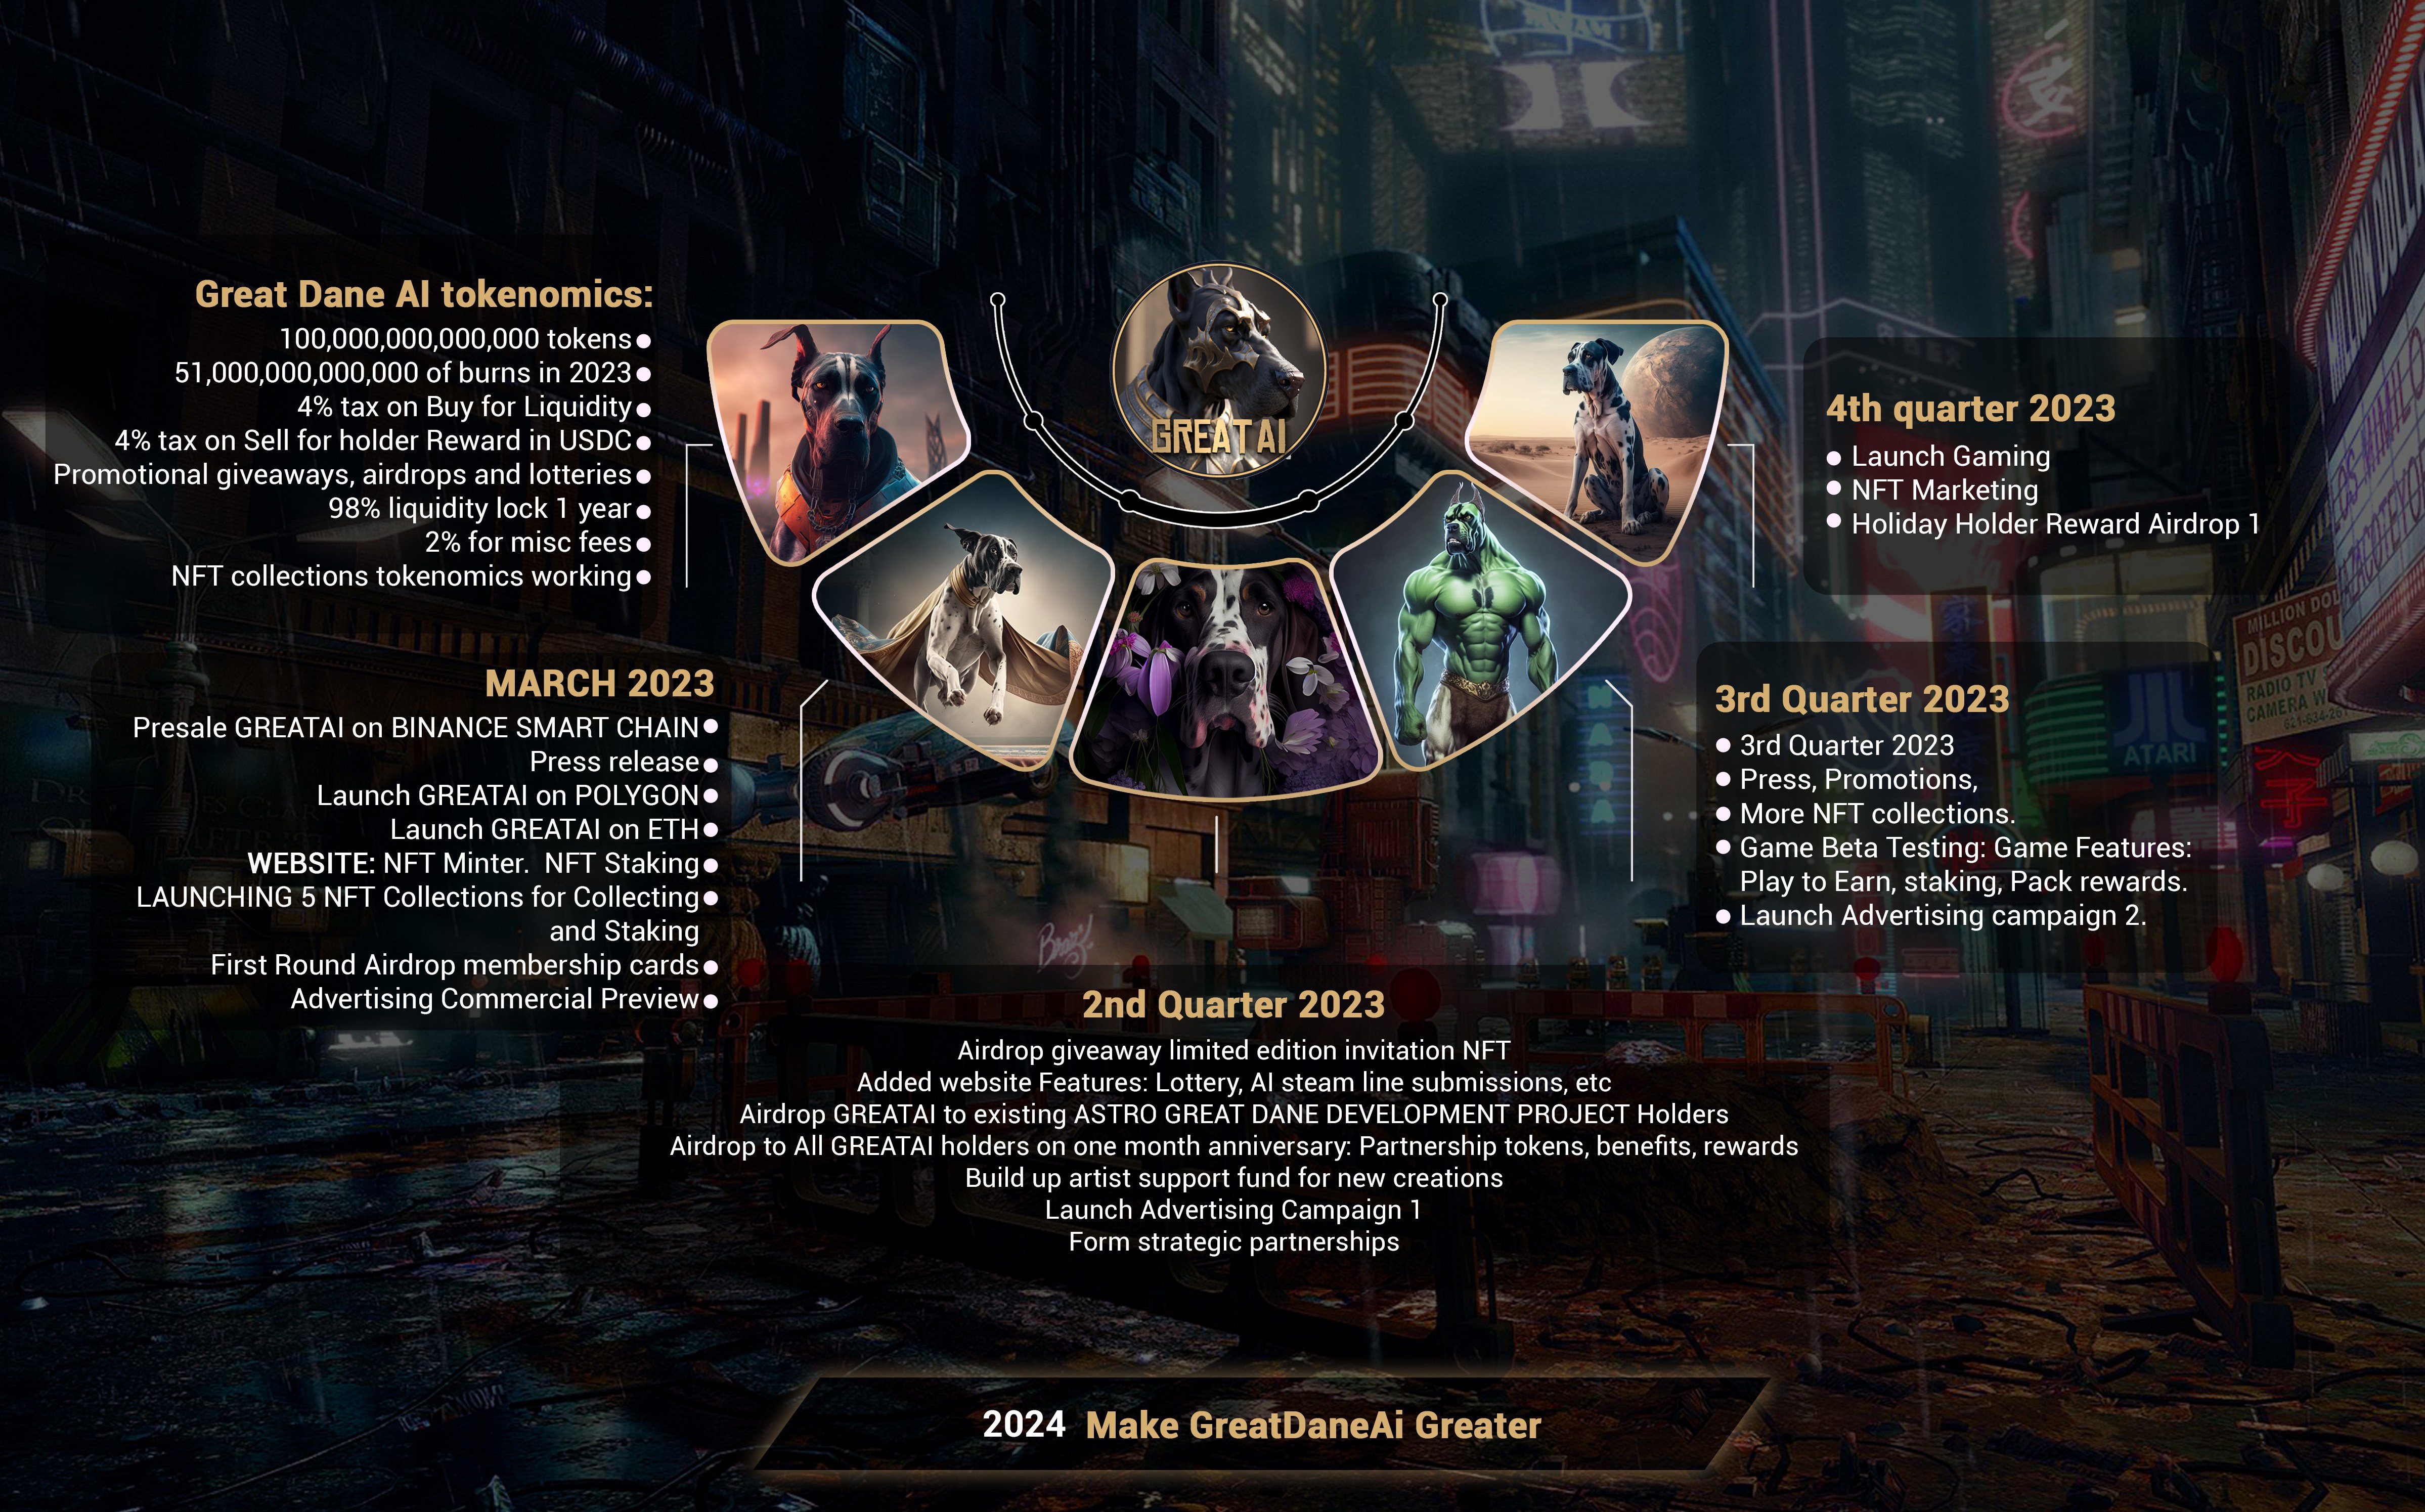 GREAT AI
Great Dane AI tokenomics:
100,000,000,000,000 tokens
51,000,000,000,000 of burns in 2023
4% tax on Buy for Liquidity
4% tax on Sell for holder Reward in USDC
Promotional giveaways, airdrops and lotteries
98% liquidity lock 1 year
2% for misc fees
NFT collections tokenomics working
MARCH 2023
Presale GREATAI on BINANCE SMART CHAIN
Press release
Launch GREATAI on POLYGON
Launch GREATAI on ETH
WEBSITE: NFT Minter. NFT Staking
LAUNCHING 5 NFT Collections for Collecting
and Staking
First Round Airdrop membership cards
Advertising Commercial Preview
2nd Quarter 2023
Airdrop giveaway limited edition invitation NFT
Added website Features: Lottery, AI steam line submissions, etc
Airdrop GREATAI to existing ASTRO GREAT DANE DEVELOPMENT PROJECT Holders
Airdrop to All GREATAI holders on one month anniversary: Partnership tokens, benefits, rewards
Build up artist support fund for new creations
Launch Advertising Campaign 1
Form strategic partnerships
3rd Quarter 2023
3rd Quarter 2023
Press, Promotions,
More NFT collections.
Game Beta Testing: Game Features:
Play to Earn, staking, Pack rewards.
Launch Advertising campaign 2.
4th quarter 2023
Launch Gaming
NFT Marketing
Holiday Holder Reward Airdrop 1
MILLION DOL
DISCOU
RADIO TV
CAMERA W
ATARI
2024 Make GreatDaneAi Greater